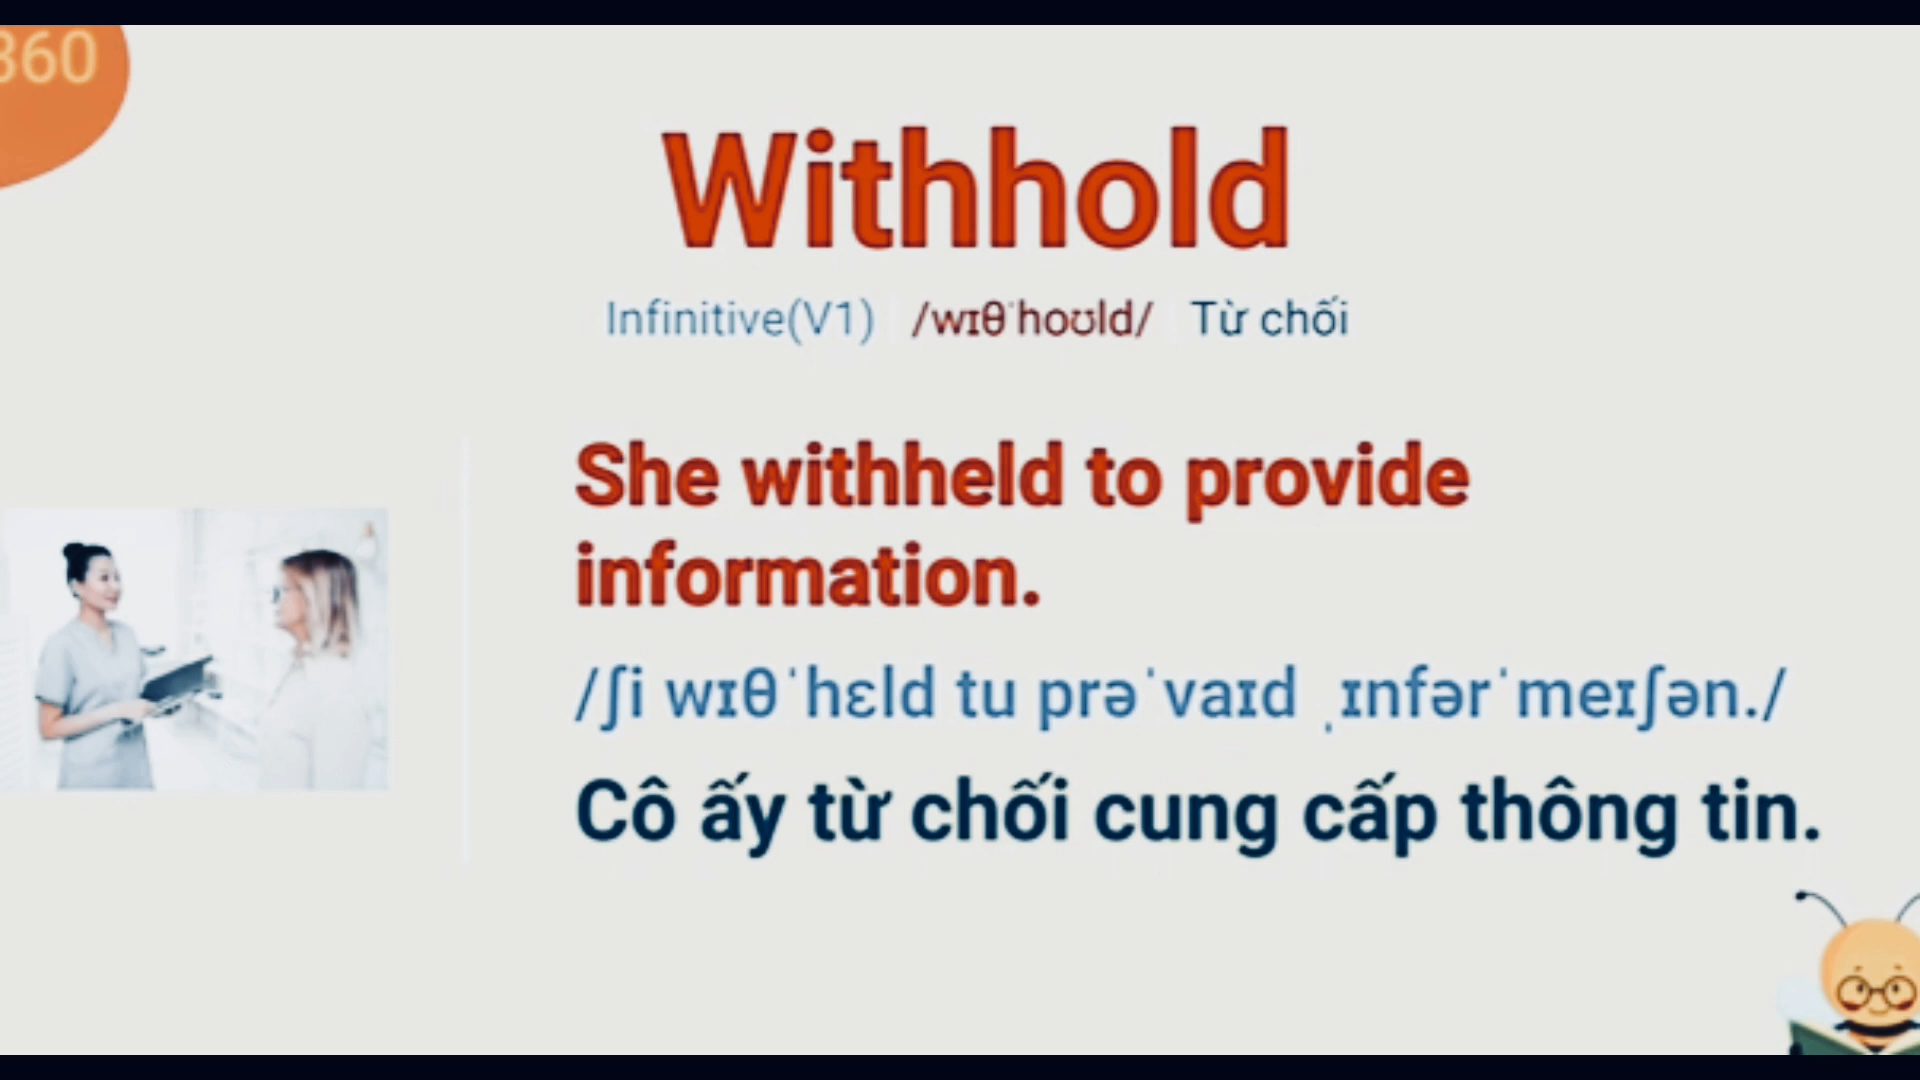 360
Withhold
Infinitive(V1) /wɪθˈhoʊld/ Từ chối
She withheld to provide
information.
/ʃi wɪθˈhɛld tu prəˈvaɪd ˌɪnfərˈmeɪʃən./
Cô ấy từ chối cung cấp thông tin.